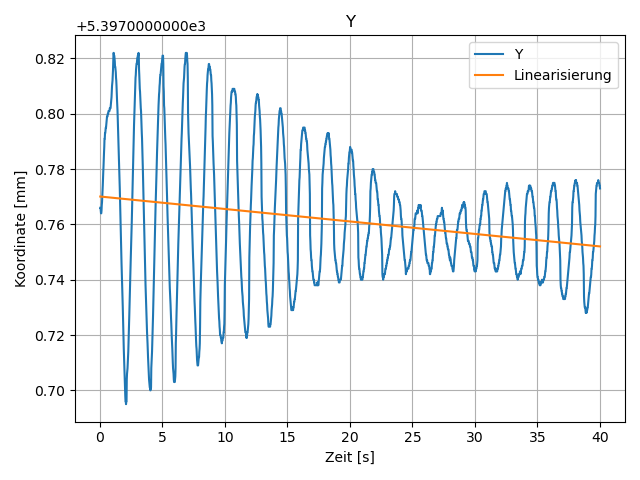 Y
+5.3970000000e3
Y
Linearisierung
0.82
0.80
0.78
0.76
0.74
0.72
0.70
Koordinate [mm]
0 5 10 15 20 25 30 35 40
Zeit [s]